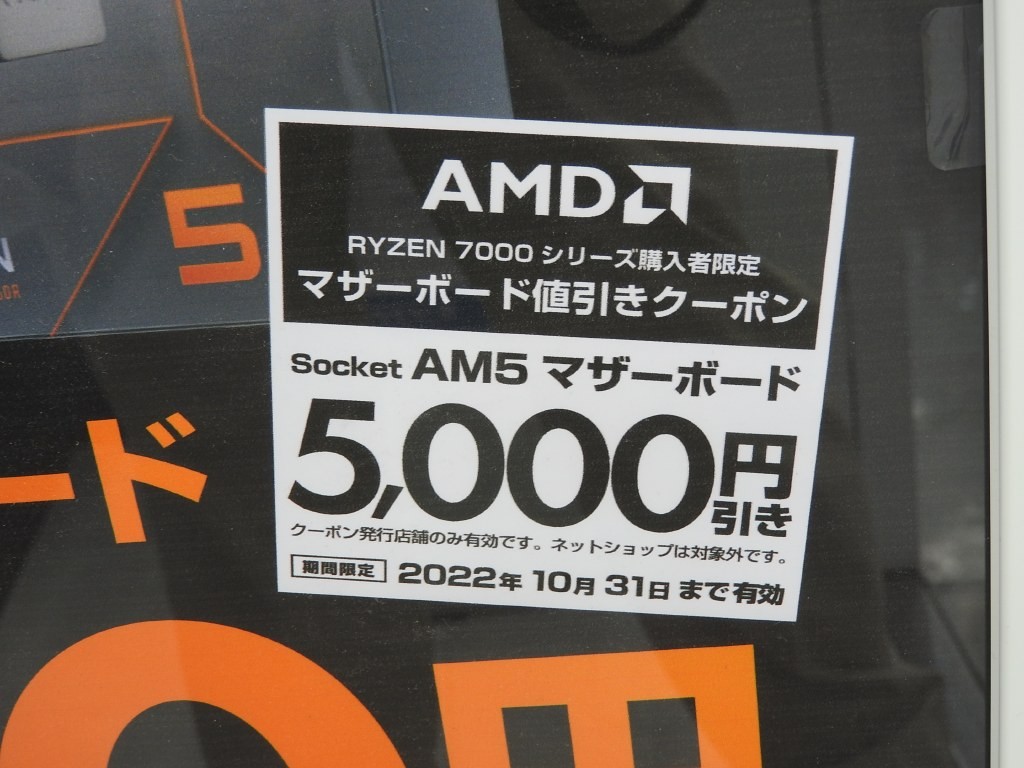 5
AMD
RYZEN 7000 シリーズ購入者限定
マザーボード値引きクーポン
Socket AM5 マザーボード
5,000円引き
クーポン発行店舗のみ有効です。ネットショップは対象外です。
期間限定 2022年 10月 31日 まで有効
ード
0円